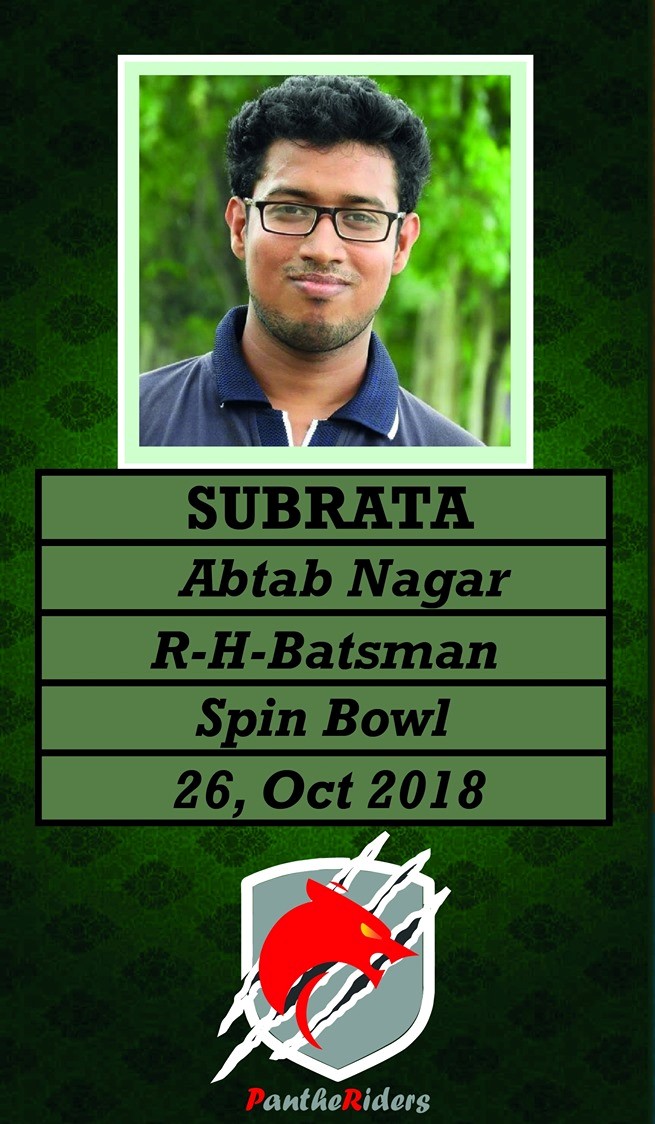 SUBRATA
Abtab Nagar
R-H-Batsman
Spin Bowl
26, Oct 2018
PantheRiders